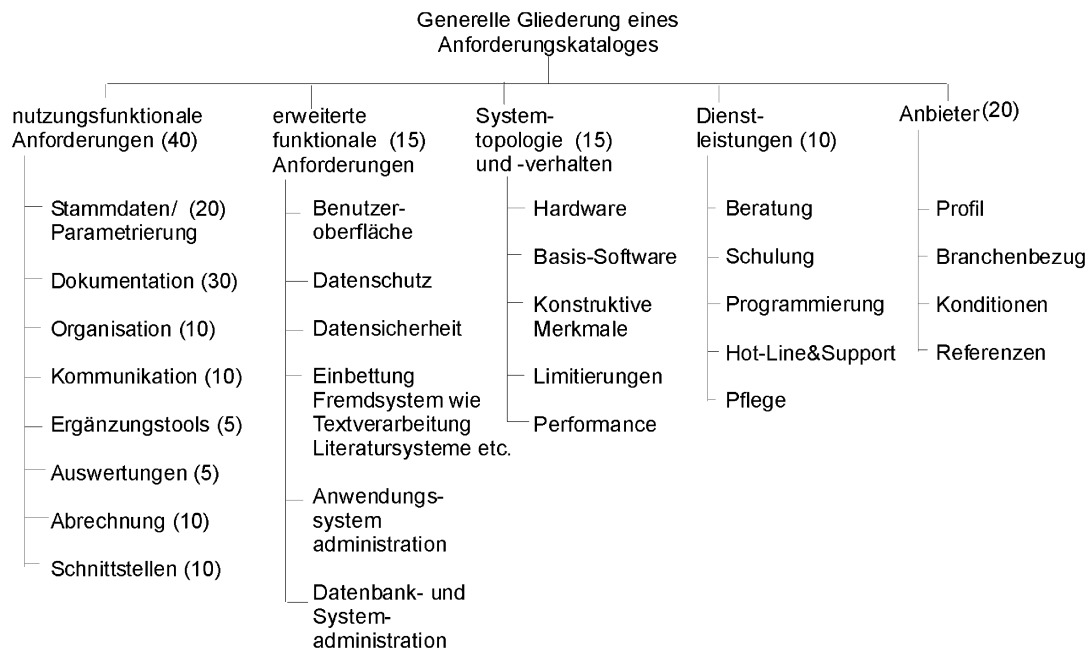 Generelle Gliederung eines
Anforderungskataloges
nutzungsfunktionale
Anforderungen (40)
Stammdaten/ (20)
Parametrierung
Dokumentation (30)
Organisation (10)
Kommunikation (10)
Ergänzungstools (5)
Auswertungen (5)
Abrechnung (10)
Schnittstellen (10)
erweiterte
funktionale (15)
Anforderungen
Benutzer-
oberfläche
Datenschutz
Datensicherheit
Einbettung
Fremdsystem wie
Textverarbeitung
Literatursysteme etc.
Anwendungs-
system
administration
Datenbank- und
System-
administration
System-
topologie (15)
und -verhalten
Hardware
Basis-Software
Konstruktive
Merkmale
Limitierungen
Performance
Dienst-
leistungen (10)
Beratung
Schulung
Programmierung
Hot-Line&Support
Pflege
Anbieter (20)
Profil
Branchenbezug
Konditionen
Referenzen